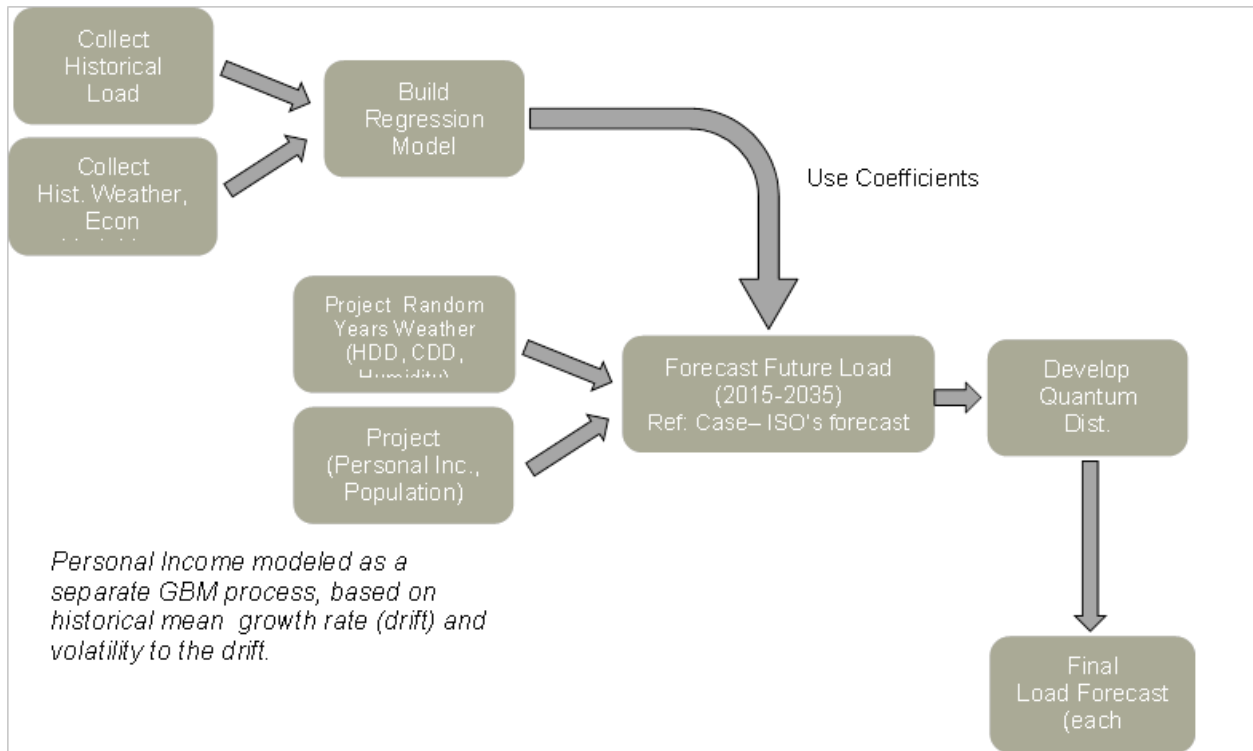 Collect
Historical
Load
Collect
Hist. Weather,
Econ
Build
Regression
Model
Use Coefficients
Project Random
Years Weather
(HDD, CDD,
Humidity)
Project
(Personal Inc.,
Population)
Forecast Future Load
(2015-2035)
Ref: Case– ISO's forecast
Develop
Quantum
Dist.
Personal Income modeled as a
separate GBM process, based on
historical mean growth rate (drift) and
volatility to the drift.
Final
Load Forecast
(each